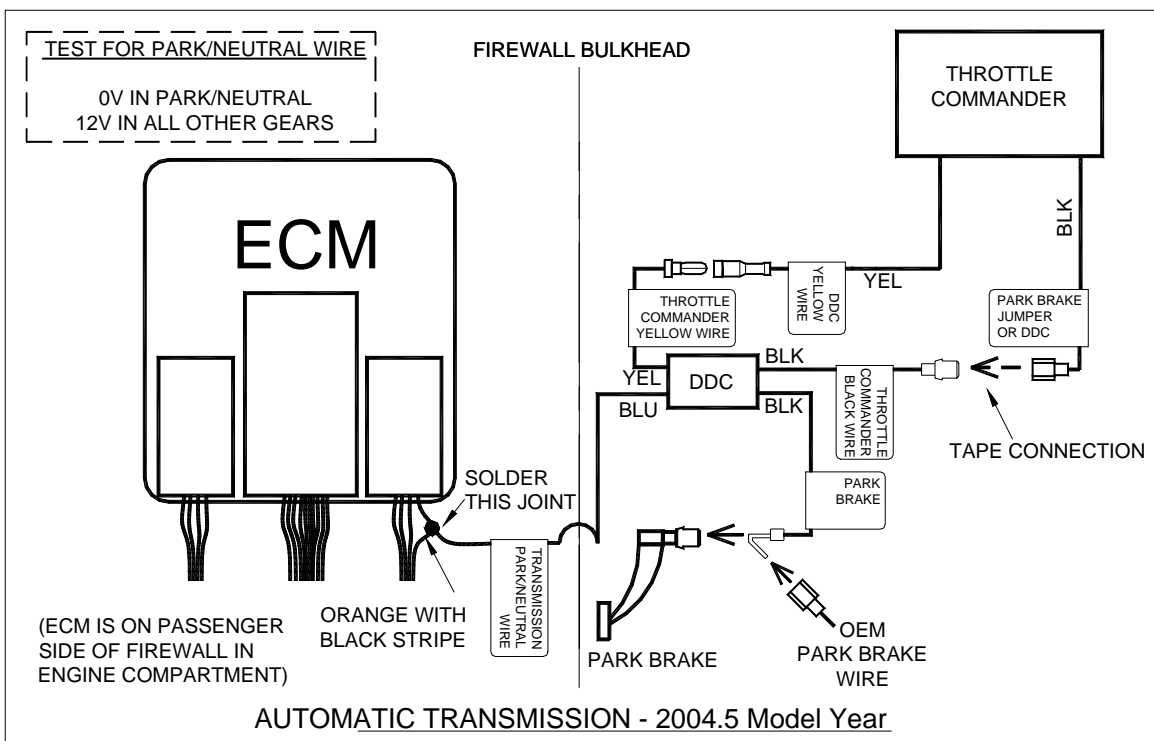 TEST FOR PARK/NEUTRAL WIRE
0V IN PARK/NEUTRAL
12V IN ALL OTHER GEARS
FIREWALL BULKHEAD
THROTTLE
COMMANDER
ECM
BLK
YEL
DDC
YELLOW
WIRE
THROTTLE
COMMANDER
YELLOW WIRE
PARK BRAKE
JUMPER
OR DDC
YEL
BLU
DDC
BLK
BLK
THROTTLE
COMMANDER
BLACK WIRE
TAPE CONNECTION
SOLDER
THIS JOINT
PARK
BRAKE
TRANSMISSION
PARK/NEUTRAL
WIRE
ORANGE WITH
BLACK STRIPE
(ECM IS ON PASSENGER
SIDE OF FIREWALL IN
ENGINE COMPARTMENT)
PARK BRAKE
OEM
PARK BRAKE
WIRE
AUTOMATIC TRANSMISSION - 2004.5 Model Year